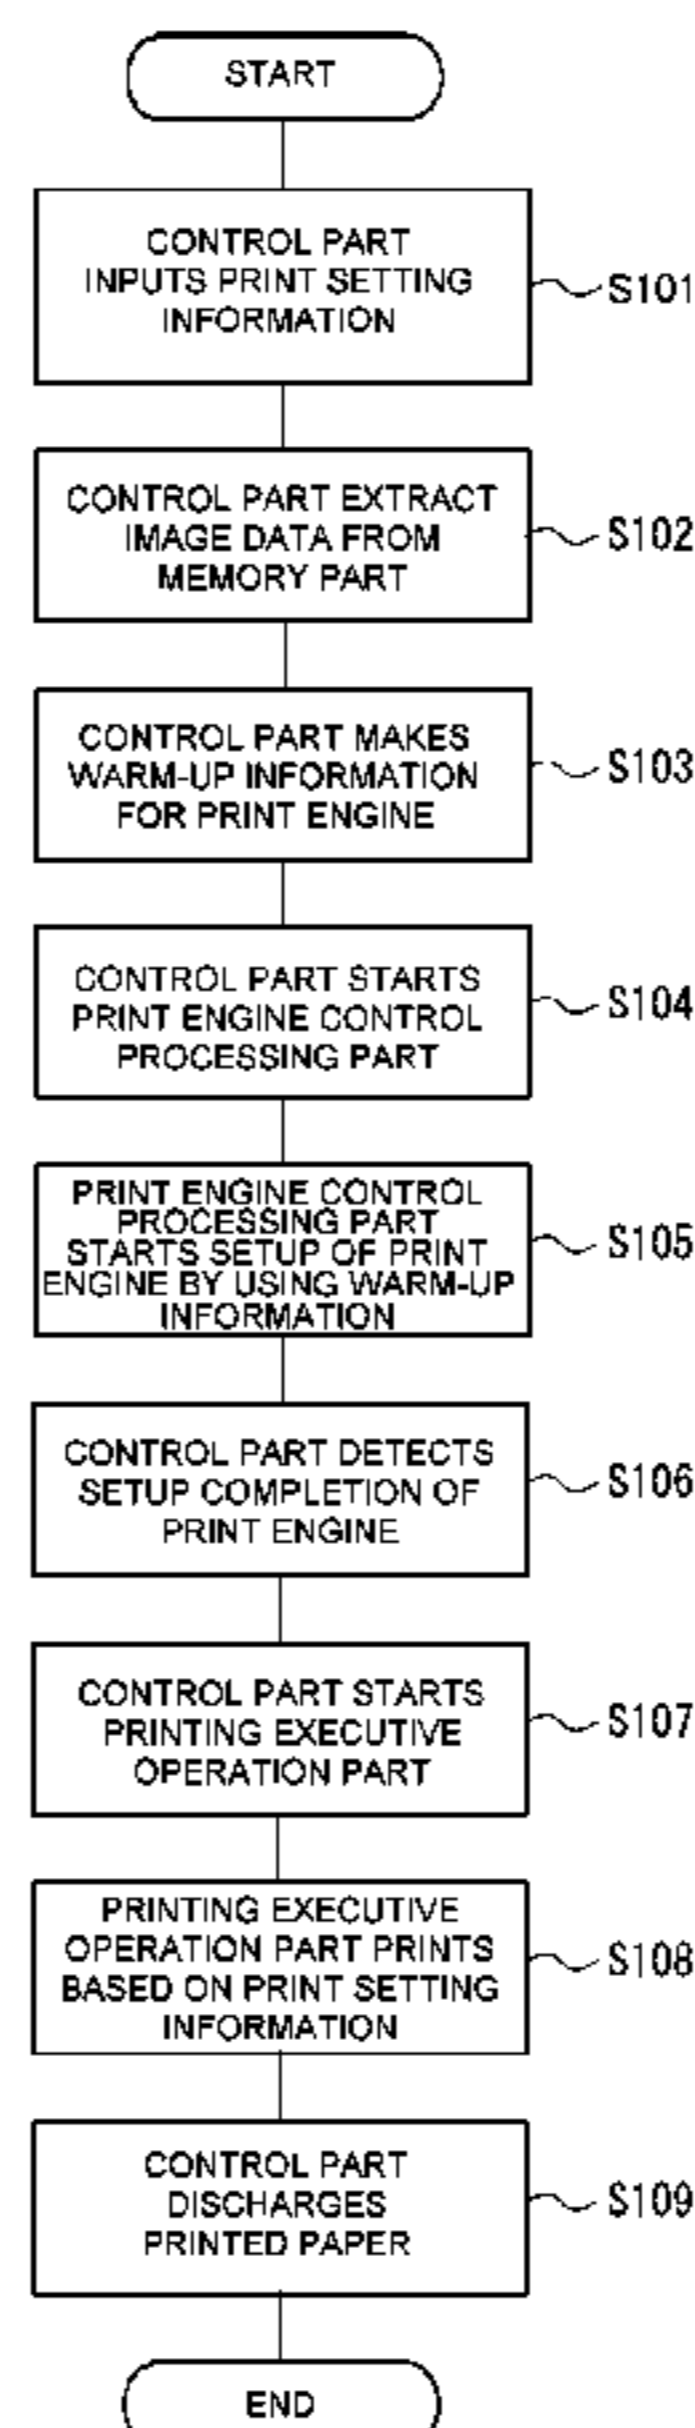 START
CONTROL PART
INPUTS PRINT SETTING
INFORMATION
S101
CONTROL PART EXTRACT
IMAGE DATA FROM
MEMORY PART
S102
CONTROL PART MAKES
WARM-UP INFORMATION
FOR PRINT ENGINE
S103
CONTROL PART STARTS
PRINT ENGINE CONTROL
PROCESSING PART
S104
PRINT ENGINE CONTROL
PROCESSING PART
STARTS SETUP OF PRINT
ENGINE BY USING WARM-UP
INFORMATION
S105
CONTROL PART DETECTS
SETUP COMPLETION OF
PRINT ENGINE
S106
CONTROL PART STARTS
PRINTING EXECUTIVE
OPERATION PART
S107
PRINTING EXECUTIVE
OPERATION PART PRINTS
BASED ON PRINT SETTING
INFORMATION
S108
CONTROL PART
DISCHARGES
PRINTED PAPER
S109
END